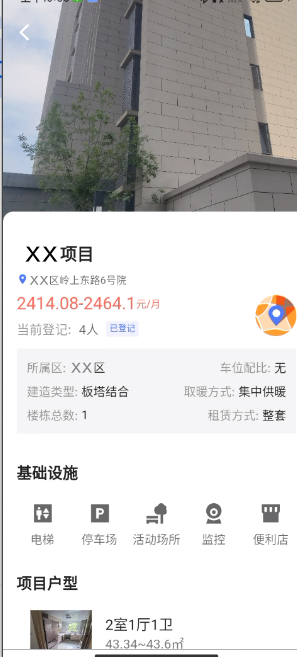 XX项目
XX区岭上东路6号院
2414.08-2464.1元/月
当前登记: 4人 已登记
所属区: XX区 车位配比: 无
建造类型: 板塔结合 取暖方式: 集中供暖
楼栋总数: 1 租赁方式: 整套
基础设施
电梯 停车场 活动场所 监控 便利店
项目户型
2室1厅1卫
43.34~43.6㎡